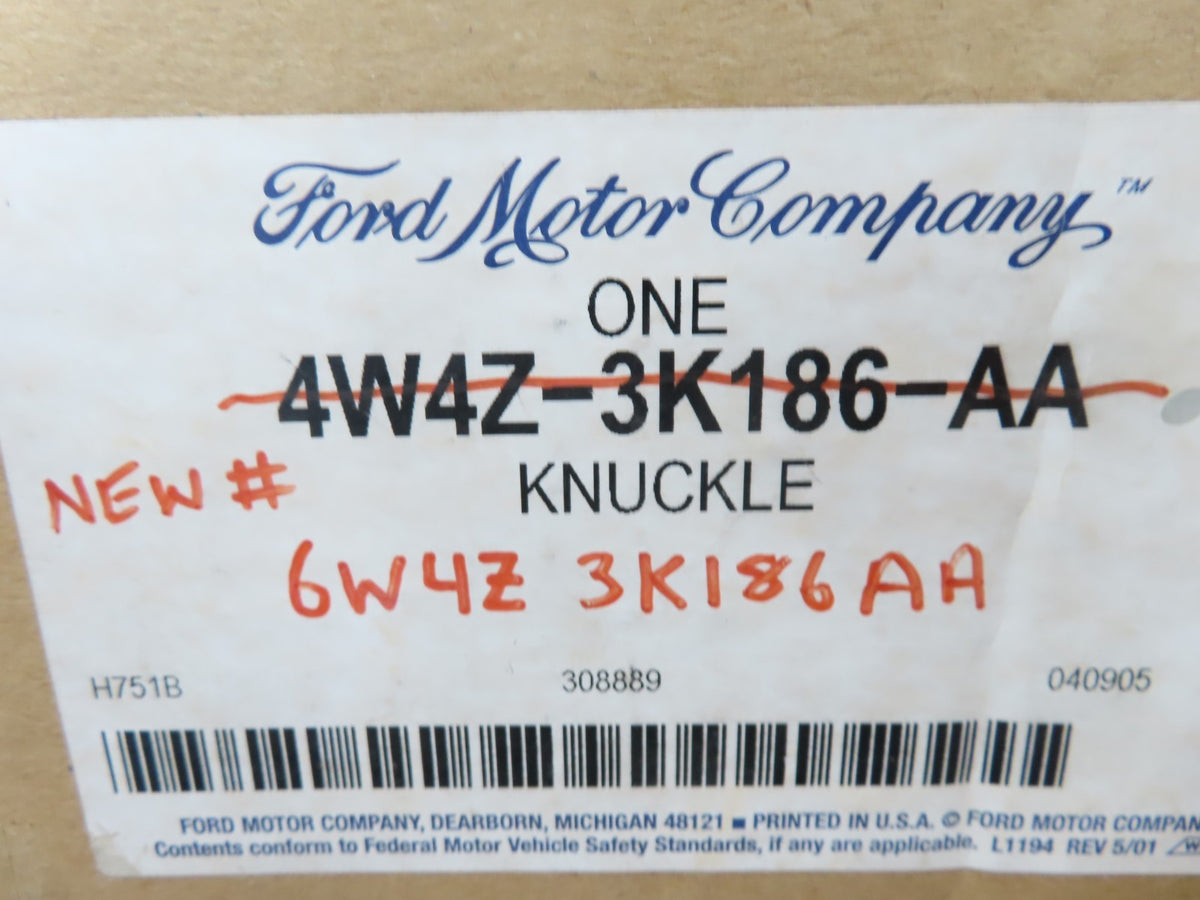 Ford Motor Company™
ONE
4W4Z-3K186-AA
KNUCKLE
NEW #
6W4Z 3K186AA
H751B 308889 040905
FORD MOTOR COMPANY, DEARBORN, MICHIGAN 48121 ■ PRINTED IN U.S.A. © FORD MOTOR COMPAN
Contents conform to Federal Motor Vehicle Safety Standards, if any are applicable. L1194 REV 5/01